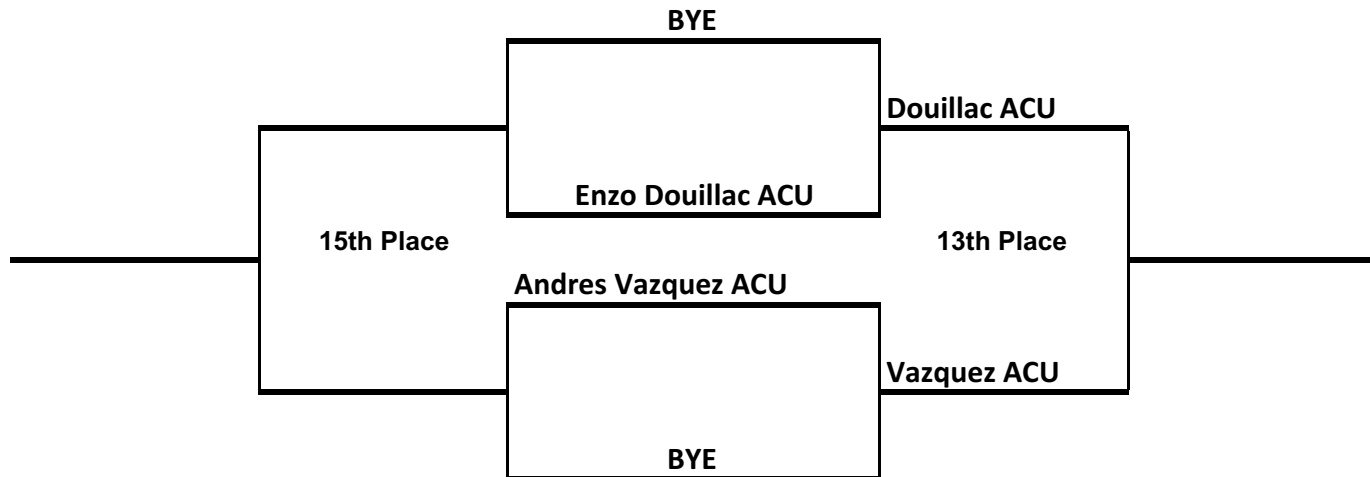 BYE
Douillac ACU
Enzo Douillac ACU
15th Place
13th Place
Andres Vazquez ACU
Vazquez ACU
BYE